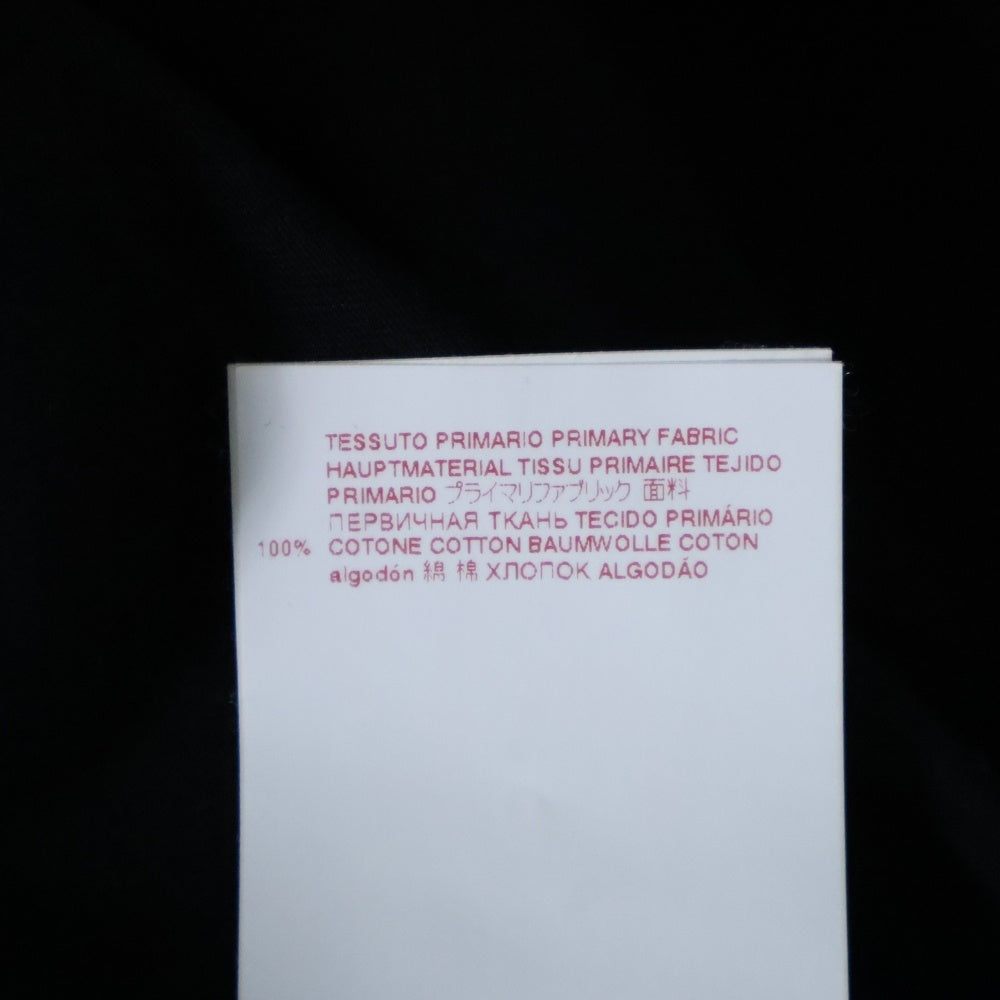 TESSUTO PRIMARIO PRIMARY FABRIC
HAUPTMATERIAL TISSU PRIMAIRE TEJIDO
PRIMARIO プライマリファブリック 面料
ПЕРВИЧНАЯ ТКАНЬ TECIDO PRIMÁRIO
100% COTONE COTTON BAUMWOLLE COTON
algodón 綿 棉 ХЛОПОК ALGODÃO